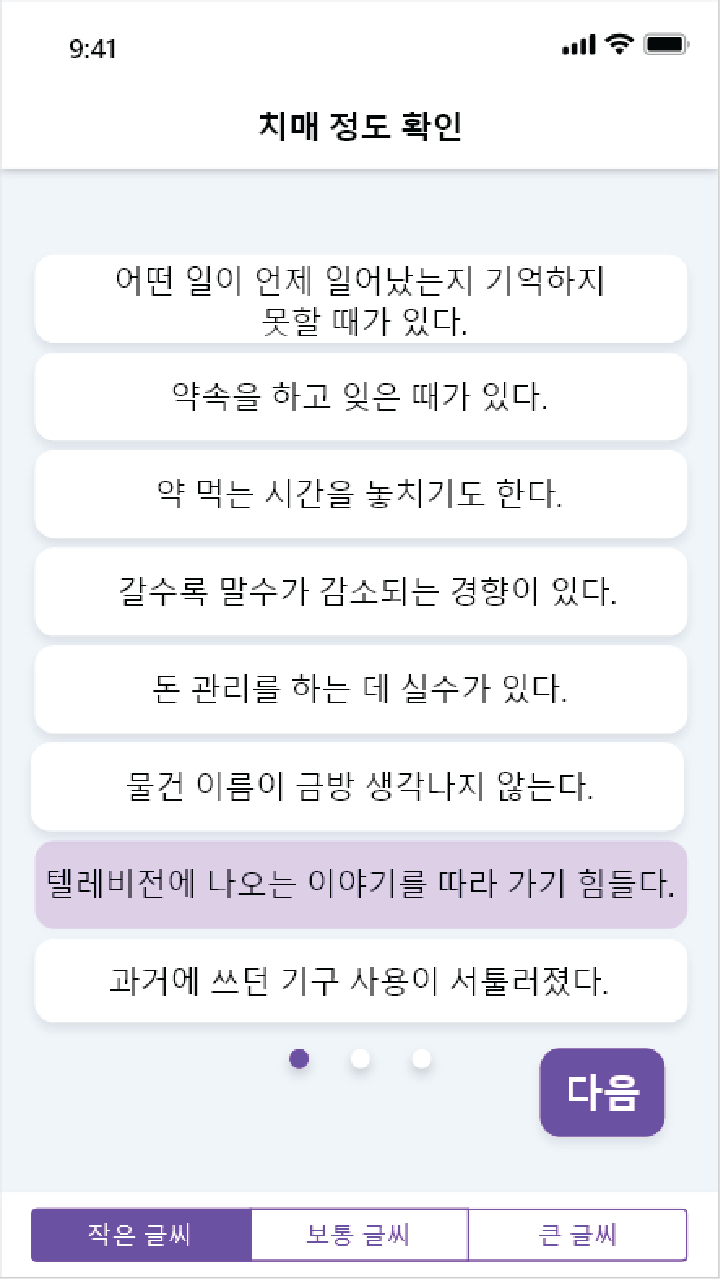 9:41
치매 정도 확인
어떤 일이 언제 일어났는지 기억하지
못할 때가 있다.
약속을 하고 잊은 때가 있다.
약 먹는 시간을 놓치기도 한다.
갈수록 말수가 감소되는 경향이 있다.
돈 관리를 하는 데 실수가 있다.
물건 이름이 금방 생각나지 않는다.
텔레비전에 나오는 이야기를 따라 가기 힘들다.
과거에 쓰던 기구 사용이 서툴러졌다.
다음
작은 글씨
보통 글씨
큰 글씨